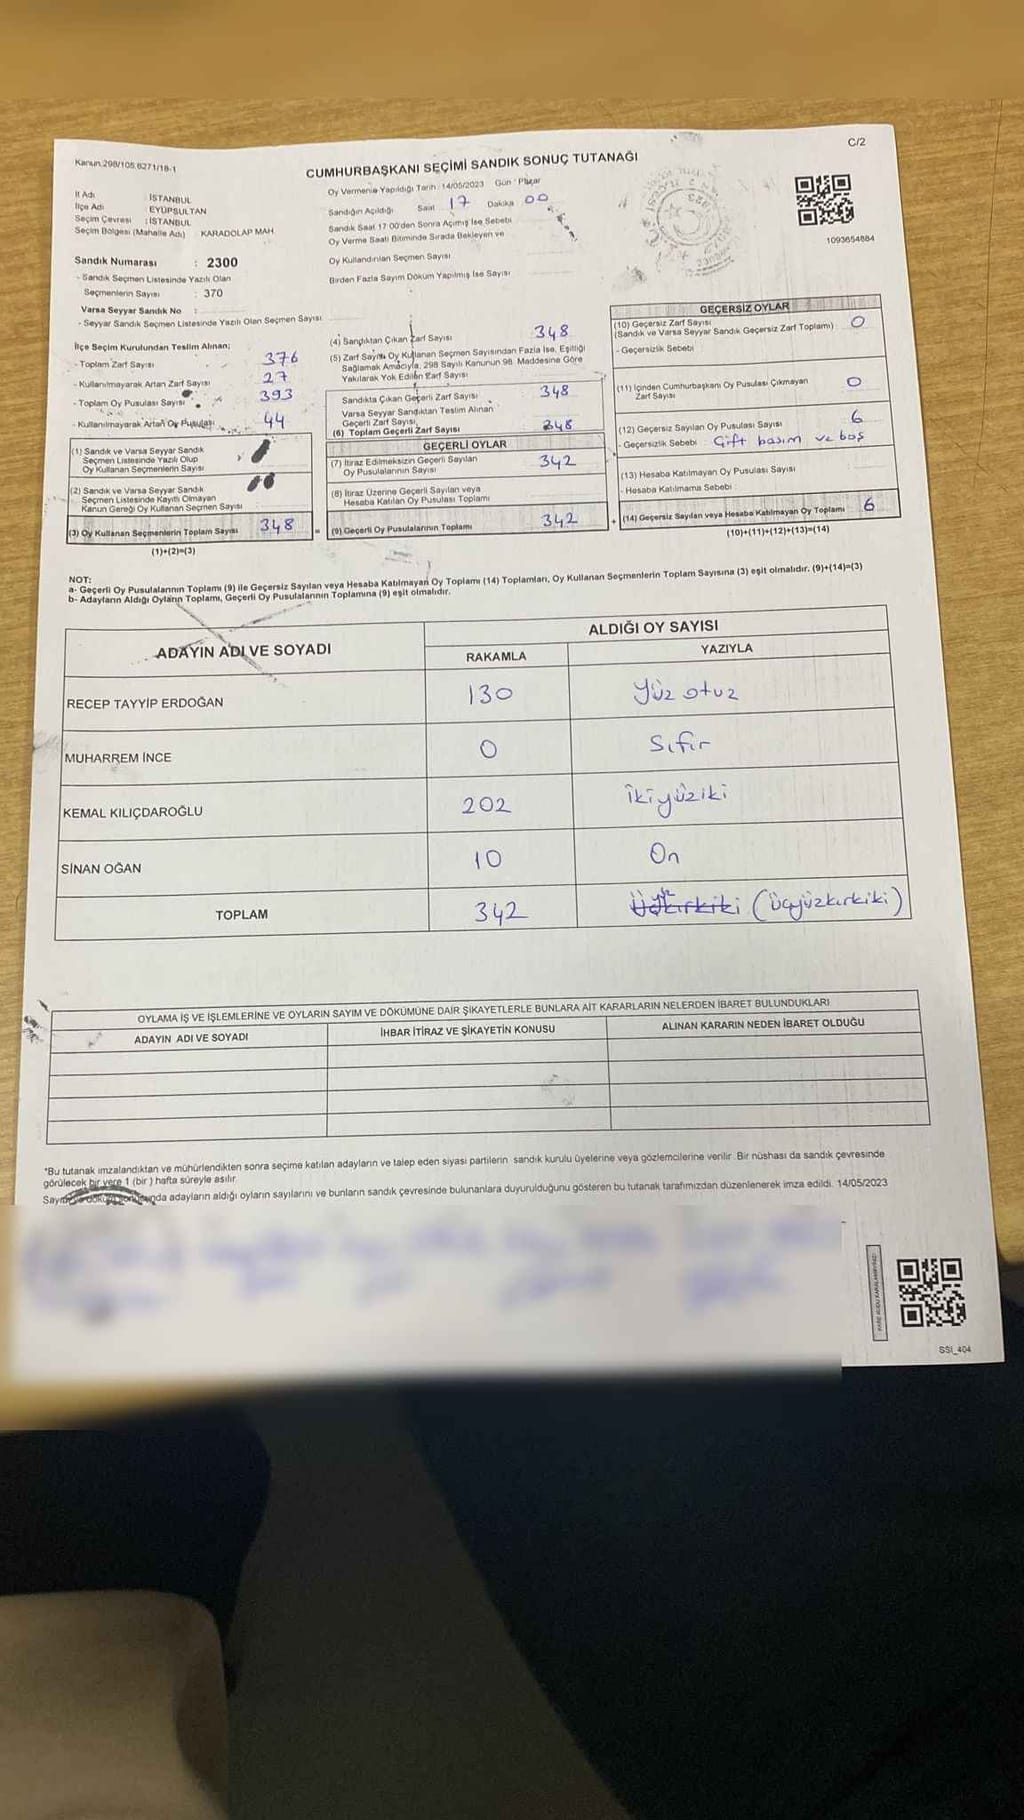 Kanun.298/105.6271/18-1
C/2
CUMHURBAŞKANI SEÇİMİ SANDIK SONUÇ TUTANAĞI
İl Adı : İSTANBUL
İlçe Adı : EYÜPSULTAN
Seçim Çevresi : İSTANBUL
Seçim Bölgesi (Mahalle Adı) : KARADOLAP MAH.
Sandık Numarası : 2300
- Sandık Seçmen Listesinde Yazılı Olan
Seçmenlerin Sayısı : 370
Varsa Seyyar Sandık No :
- Seyyar Sandık Seçmen Listesinde Yazılı Olan Seçmen Sayısı
Oy Vermenin Yapıldığı Tarih : 14/05/2023 Gün : Pazar
Sandığın Açıldığı Saat 17 Dakika 00
Sandık Saat 17:00'den Sonra Açılmış İse Sebebi
Oy Verme Saati Bitiminde Sırada Bekleyen ve
Oy Kullandırılan Seçmen Sayısı
Birden Fazla Sayım Döküm Yapılmış İse Sayısı
1093654884
İlçe Seçim Kurulundan Teslim Alınan;
- Toplam Zarf Sayısı 376
- Kullanılmayarak Artan Zarf Sayısı 27
- Toplam Oy Pusulası Sayısı 393
- Kullanılmayarak Artan Oy Pusulası 44
(1) Sandık ve Varsa Seyyar Sandık
Seçmen Listesinde Yazılı Olup
Oy Kullanan Seçmenlerin Sayısı
(2) Sandık ve Varsa Seyyar Sandık
Seçmen Listesinde Kayıtlı Olmayan
Kanun Gereği Oy Kullanan Seçmen Sayısı
(3) Oy Kullanan Seçmenlerin Toplam Sayısı 348 =
(1)+(2)=(3)
(4) Sandıktan Çıkan Zarf Sayısı 348
(5) Zarf Sayısı Oy Kullanan Seçmen Sayısından Fazla İse, Eşitliği
Sağlamak Amacıyla, 298 Sayılı Kanunun 98. Maddesine Göre
Yakılarak Yok Edilen Zarf Sayısı
Sandıkta Çıkan Geçerli Zarf Sayısı 348
Varsa Seyyar Sandıktan Teslim Alınan
Geçerli Zarf Sayısı
(6) Toplam Geçerli Zarf Sayısı 348
GEÇERLİ OYLAR
(7) İtiraz Edilmeksizin Geçerli Sayılan
Oy Pusulalarının Sayısı 342
(8) İtiraz Üzerine Geçerli Sayılan veya
Hesaba Katılan Oy Pusulası Toplamı
(9) Geçerli Oy Pusulalarının Toplamı 342 +
GEÇERSİZ OYLAR
(10) Geçersiz Zarf Sayısı 0
(Sandık ve Varsa Seyyar Sandık Geçersiz Zarf Toplamı)
- Geçersizlik Sebebi
(11) İçinden Cumhurbaşkanı Oy Pusulası Çıkmayan
Zarf Sayısı 0
(12) Geçersiz Sayılan Oy Pusulası Sayısı 6
- Geçersizlik Sebebi Çift basım ve boş
(13) Hesaba Katılmayan Oy Pusulası Sayısı
- Hesaba Katılmama Sebebi
(14) Geçersiz Sayılan veya Hesaba Katılmayan Oy Toplamı 6
(10)+(11)+(12)+(13)=(14)
NOT:
a- Geçerli Oy Pusulalarının Toplamı (9) ile Geçersiz Sayılan veya Hesaba Katılmayan Oy Toplamı (14) Toplamları, Oy Kullanan Seçmenlerin Toplam Sayısına (3) eşit olmalıdır. (9)+(14)=(3)
b- Adayların Aldığı Oyların Toplamı, Geçerli Oy Pusulalarının Toplamına (9) eşit olmalıdır.
ADAYIN ADI VE SOYADI
ALDIĞI OY SAYISI
RAKAMLA YAZIYLA
RECEP TAYYİP ERDOĞAN 130 Yüz otuz
MUHARREM İNCE 0 Sıfır
KEMAL KILIÇDAROĞLU 202 İkiyüziki
SİNAN OĞAN 10 On
TOPLAM 342 (üçyüzkırkiki)
OYLAMA İŞ VE İŞLEMLERİNE VE OYLARIN SAYIM VE DÖKÜMÜNE DAİR ŞİKAYETLERLE BUNLARA AİT KARARLARIN NELERDEN İBARET BULUNDUKLARI
ADAYIN ADI VE SOYADI İHBAR İTİRAZ VE ŞİKAYETİN KONUSU ALINAN KARARIN NEDEN İBARET OLDUĞU
*Bu tutanak imzalandıktan ve mühürlendikten sonra seçime katılan adayların ve talep eden siyasi partilerin sandık kurulu üyelerine veya gözlemcilerine verilir. Bir nüshası da sandık çevresinde
görülecek bir yere 1 (bir ) hafta süreyle asılır.
Sayım ve döküm sonucunda adayların aldığı oyların sayılarını ve bunların sandık çevresinde bulunanlara duyurulduğunu gösteren bu tutanak tarafımızdan düzenlenerek imza edildi. 14/05/2023
SSI_404